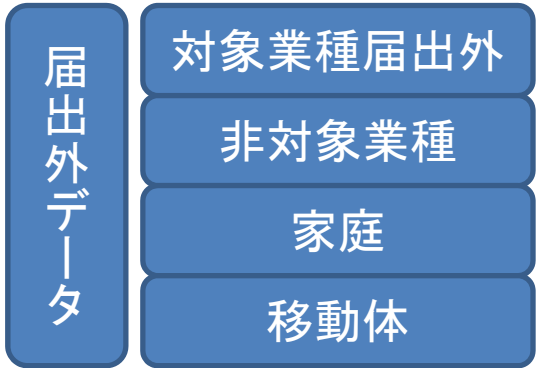 届出外データ
対象業種届出外
非対象業種
家庭
移動体